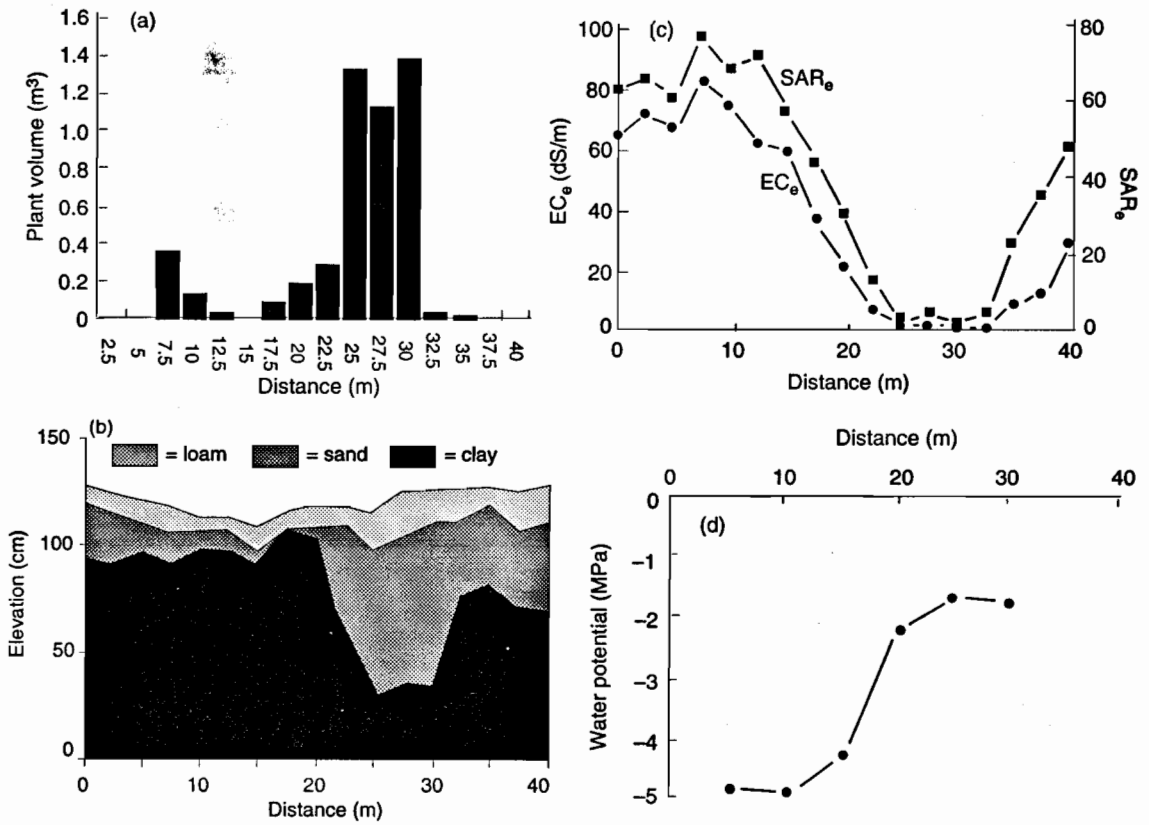 (a)
Plant volume (m³)
1.6
1.4
1.2
1.0
0.8
0.6
0.4
0.2
0
2.5 5 7.5 10 12.5 15 17.5 20 22.5 25 27.5 30 32.5 35 37.5 40
Distance (m)
(b)
= loam = sand = clay
Elevation (cm)
150
100
50
0
0 10 20 30 40
Distance (m)
(c)
ECₑ (dS/m)
100
80
60
40
20
0
SARₑ
ECₑ
80
60
40
20
0
SARₑ
0 10 20 30 40
Distance (m)
Distance (m)
0 10 20 30 40
(d)
Water potential (MPa)
0
−1
−2
−3
−4
−5